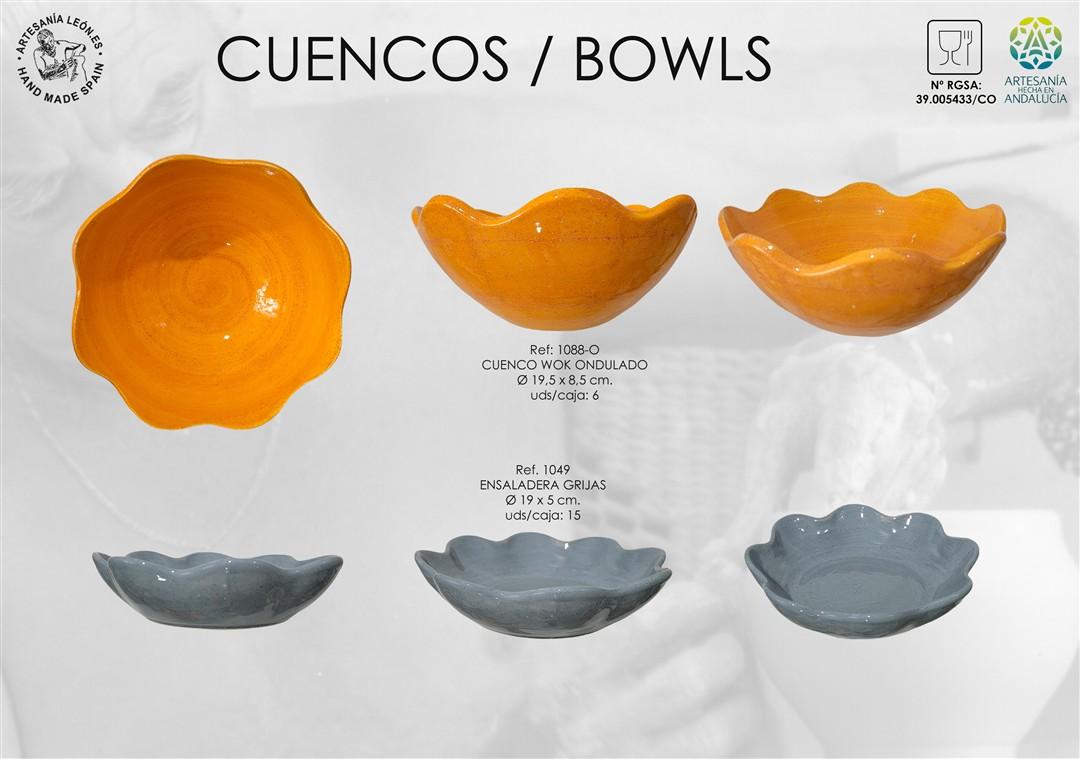 • ARTESANÍA LEÓN.ES •
HAND MADE SPAIN
CUENCOS / BOWLS
Nº RGSA:
39.005433/CO
ARTESANÍA
HECHA EN
ANDALUCÍA
Ref: 1088-O
CUENCO WOK ONDULADO
Ø 19,5 x 8,5 cm.
uds/caja: 6
Ref. 1049
ENSALADERA GRIJAS
Ø 19 x 5 cm.
uds/caja: 15